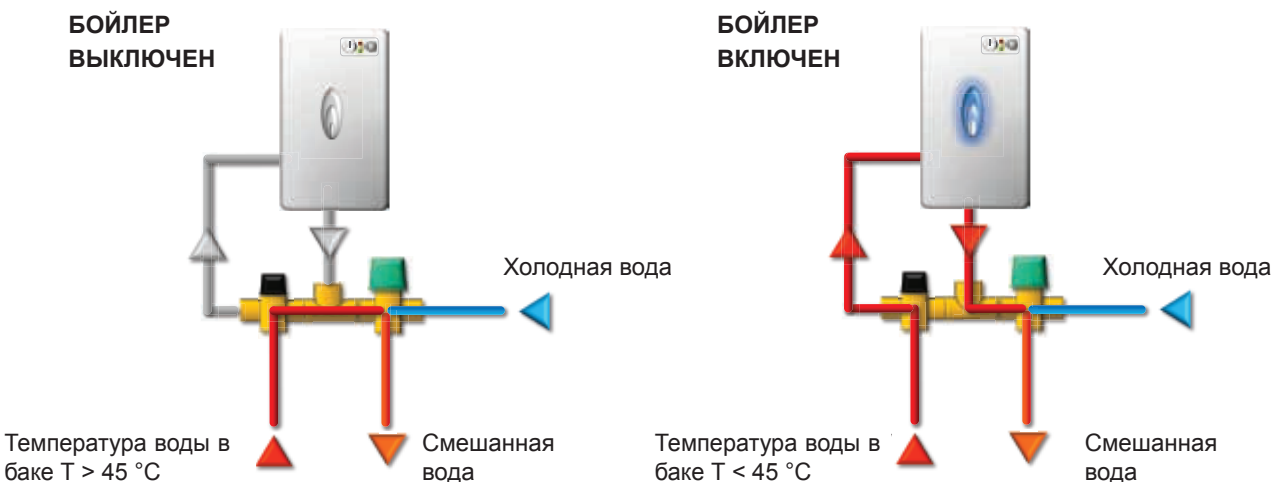 БОЙЛЕР
ВЫКЛЮЧЕН
Холодная вода
Температура воды в
баке T > 45 °C
Смешанная
вода
БОЙЛЕР
ВКЛЮЧЕН
Холодная вода
Температура воды в
баке T < 45 °C
Смешанная
вода